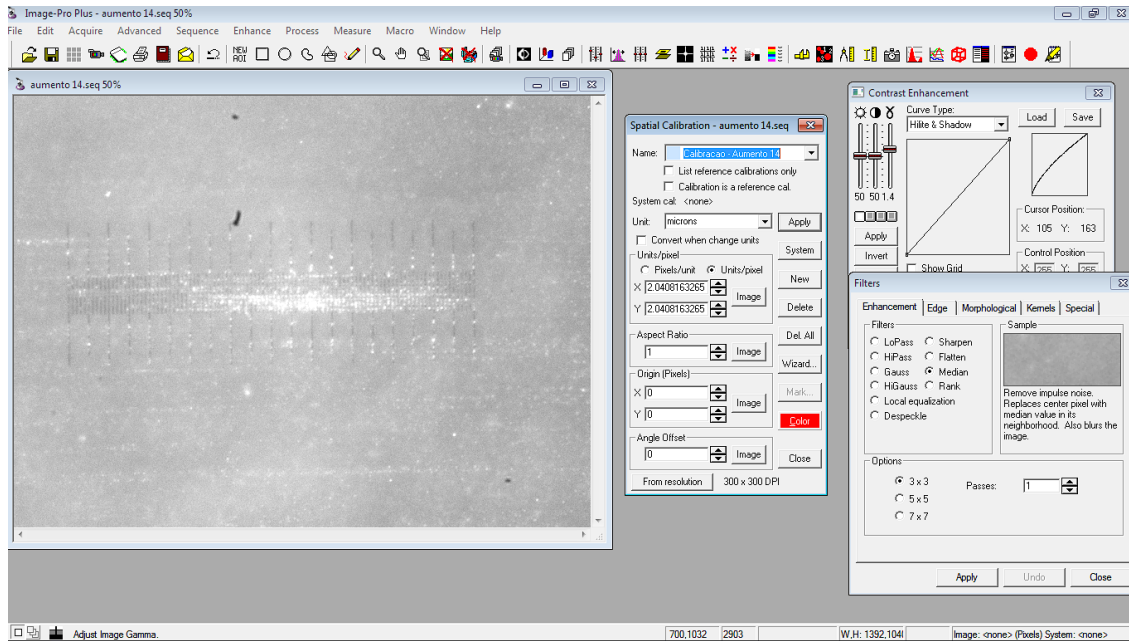 Image-Pro Plus - aumento 14.seq 50%
File Edit Acquire Advanced Sequence Enhance Process Measure Macro Window Help
NEW AOI
aumento 14.seq 50%
Spatial Calibration - aumento 14.seq
Name: Calibracao - Aumento 14
List reference calibrations only
Calibration is a reference cal.
System cal: <none>
Unit: microns Apply
Convert when change units
System
Units/pixel
Pixels/unit Units/pixel
New
X 2.0408163265
Image
Y 2.0408163265
Delete
Aspect Ratio
Del. All
1 Image
Wizard...
Origin (Pixels)
X 0
Mark...
Image
Y 0
Color
Angle Offset
0 Image
Close
From resolution 300 x 300 DPI
Contrast Enhancement
Curve Type:
Hilite & Shadow
Load Save
50 50 1.4
Cursor Position:
X: 105 Y: 163
Apply
Control Position
Invert
Show Grid
X: 255 Y: 255
Filters
Enhancement Edge Morphological Kernels Special
Filters
LoPass Sharpen
HiPass Flatten
Gauss Median
HiGauss Rank
Local equalization
Despeckle
Sample
Remove impulse noise.
Replaces center pixel with
median value in its
neighborhood. Also blurs the
image.
Options
3 x 3
5 x 5
7 x 7
Passes: 1
Apply Undo Close
Adjust Image Gamma.
700,1032 2903 W,H: 1392,104 Image: <none> (Pixels) System: <none>